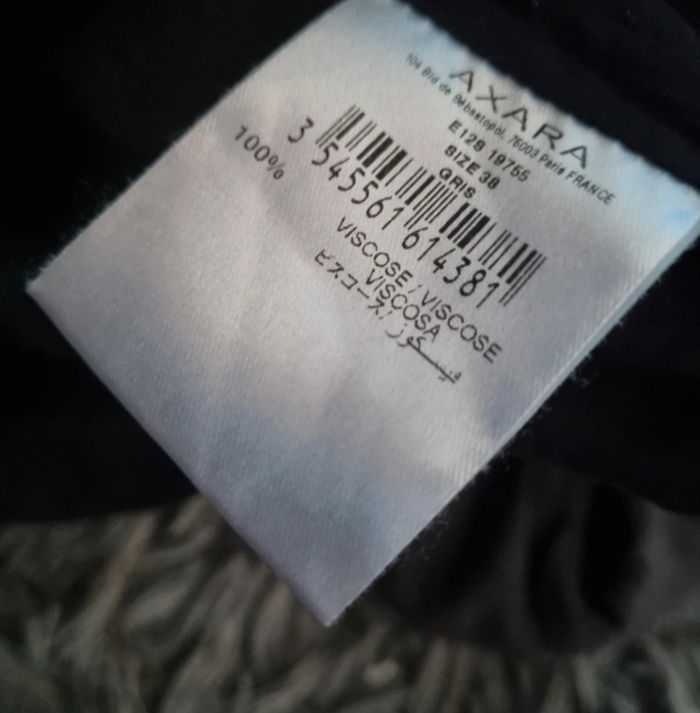 AXARA
104 Bld de Sébastopol, 75003 Paris FRANCE
E12S 19755
SIZE 38
GRIS
3 545561 614381
100%
VISCOSE / VISCOSE
VISCOSA
ビスコース / فيسكوز